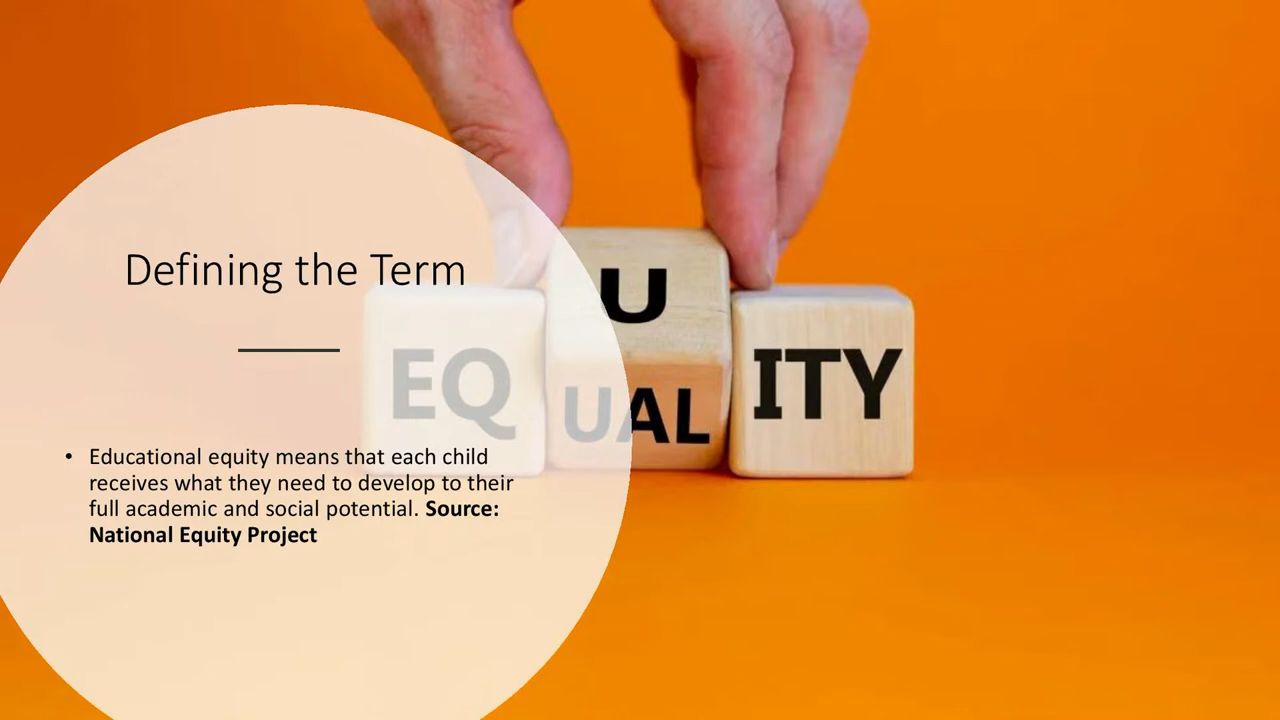 Defining the Term
U
EQ UAL ITY
• Educational equity means that each child
receives what they need to develop to their
full academic and social potential. Source:
National Equity Project